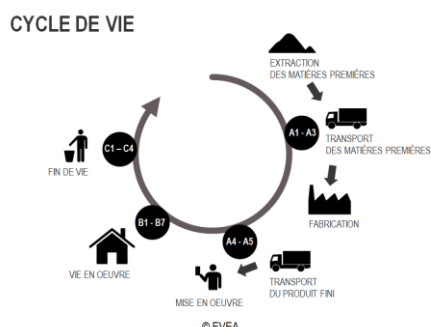 CYCLE DE VIE
EXTRACTION
DES MATIÈRES PREMIÈRES
A1 - A3
TRANSPORT
DES MATIÈRES PREMIÈRES
FABRICATION
A4 - A5
TRANSPORT
DU PRODUIT FINI
MISE EN OEUVRE
B1 - B7
VIE EN OEUVRE
C1 – C4
FIN DE VIE
© EVEA